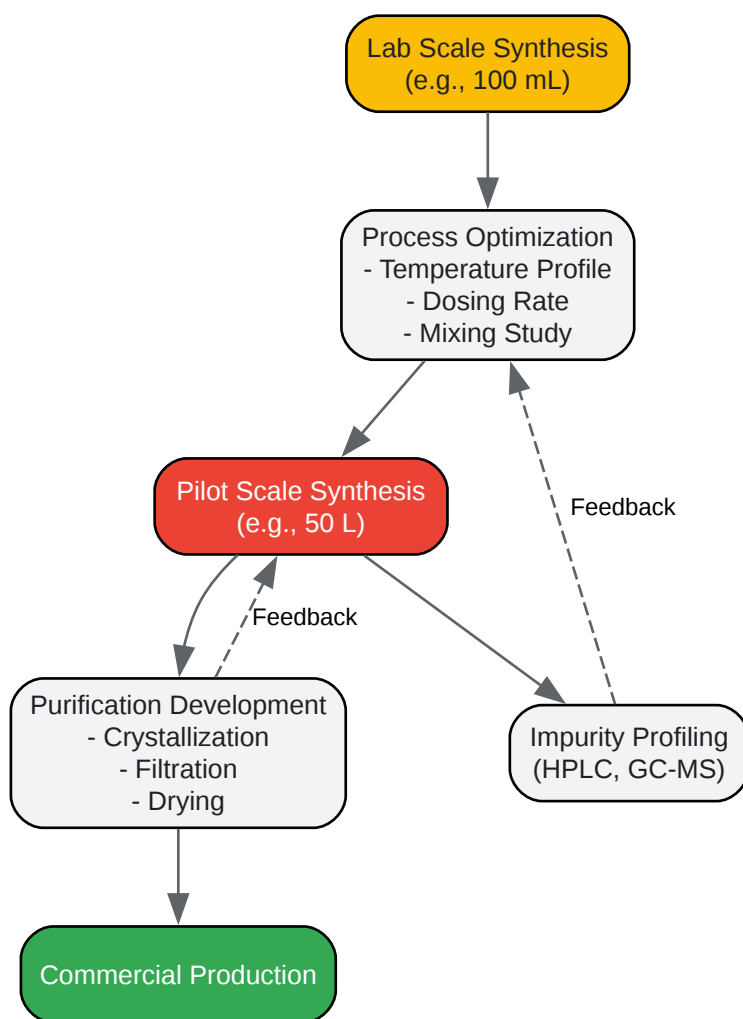 Lab Scale Synthesis
(e.g., 100 mL)
Process Optimization
- Temperature Profile
- Dosing Rate
- Mixing Study
Pilot Scale Synthesis
(e.g., 50 L)
Feedback
Feedback
Purification Development
- Crystallization
- Filtration
- Drying
Impurity Profiling
(HPLC, GC-MS)
Commercial Production